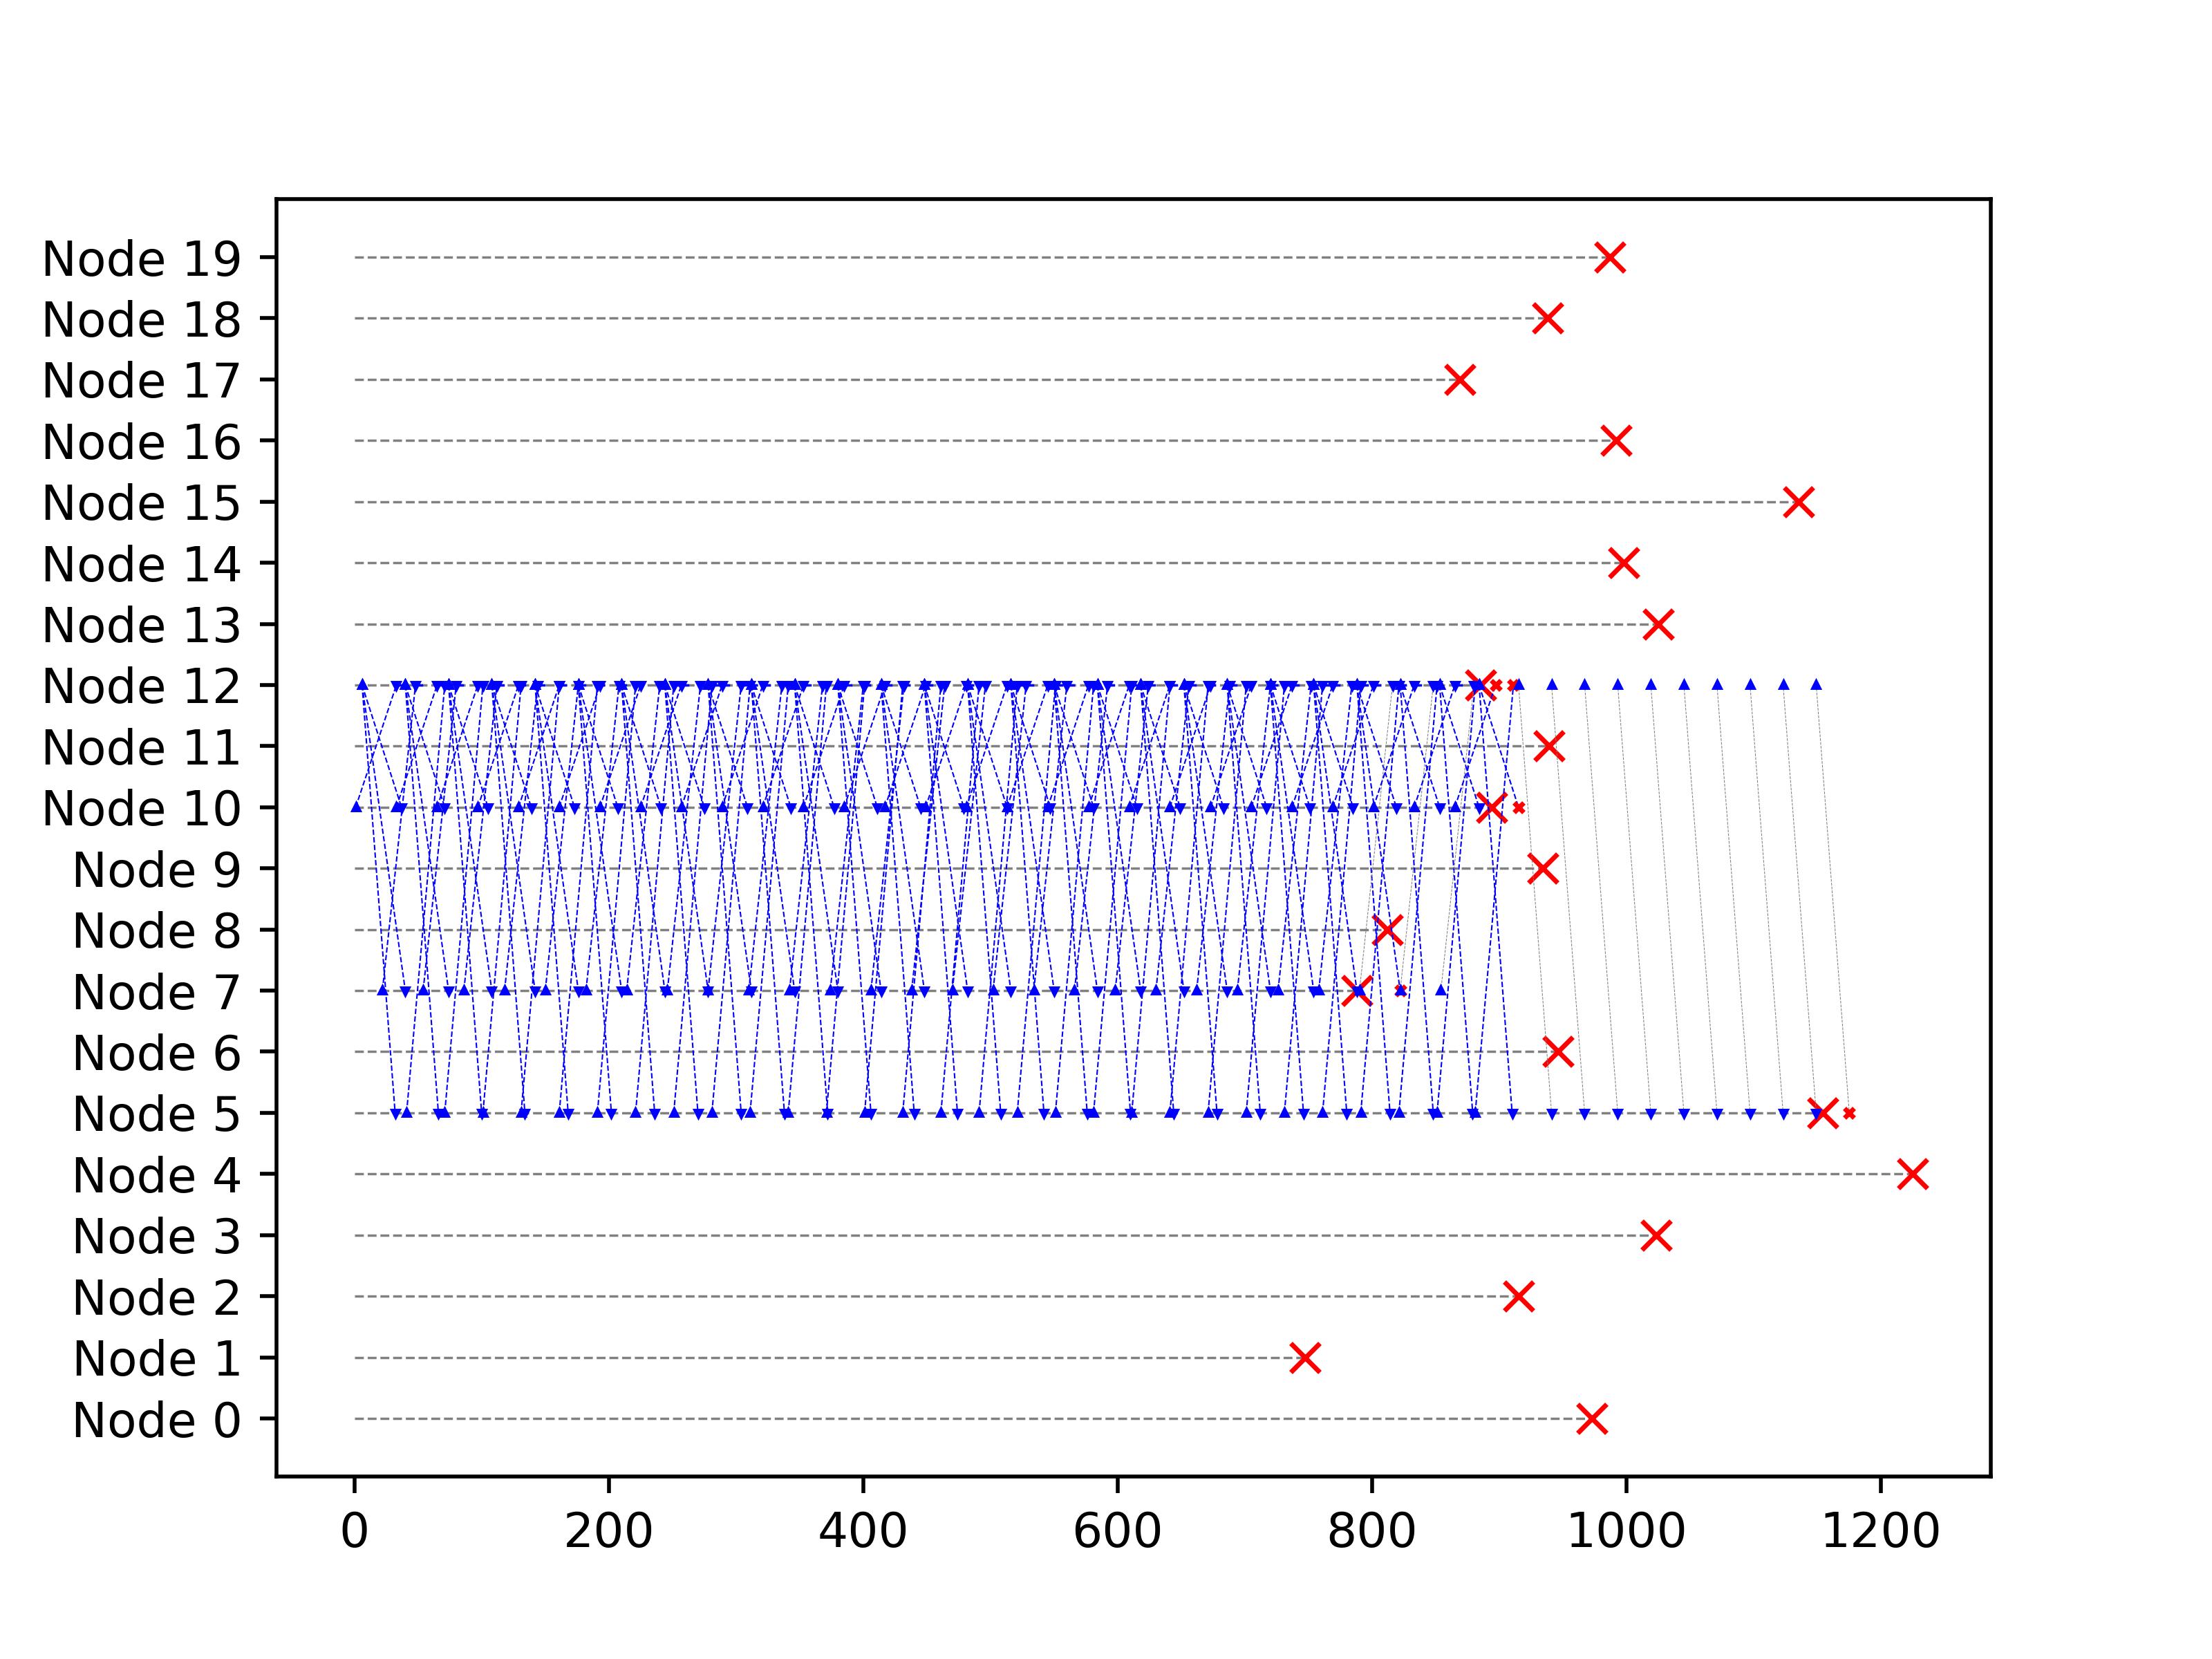 Node 19
Node 18
Node 17
Node 16
Node 15
Node 14
Node 13
Node 12
Node 11
Node 10
Node 9
Node 8
Node 7
Node 6
Node 5
Node 4
Node 3
Node 2
Node 1
Node 0
0 200 400 600 800 1000 1200